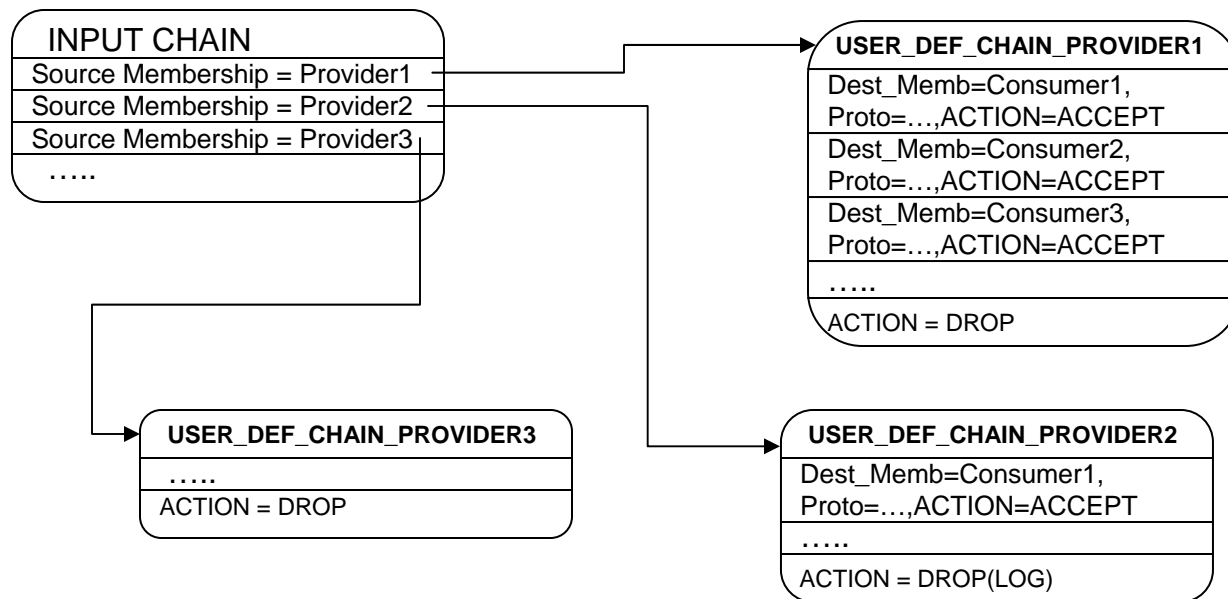 INPUT CHAIN
Source Membership = Provider1
Source Membership = Provider2
Source Membership = Provider3
.....
USER_DEF_CHAIN_PROVIDER1
Dest_Memb=Consumer1,
Proto=...,ACTION=ACCEPT
Dest_Memb=Consumer2,
Proto=...,ACTION=ACCEPT
Dest_Memb=Consumer3,
Proto=...,ACTION=ACCEPT
.....
ACTION = DROP
USER_DEF_CHAIN_PROVIDER3
.....
ACTION = DROP
USER_DEF_CHAIN_PROVIDER2
Dest_Memb=Consumer1,
Proto=...,ACTION=ACCEPT
.....
ACTION = DROP(LOG)